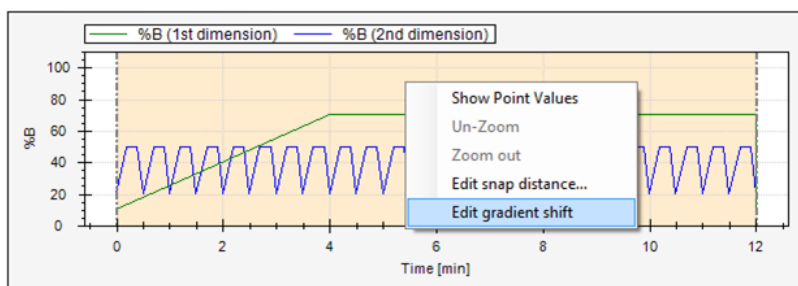 %B (1st dimension) %B (2nd dimension)
100
80
60
40
20
0
%B
Show Point Values
Un-Zoom
Zoom out
Edit snap distance...
Edit gradient shift
0 2 4 6 8 10 12
Time [min]